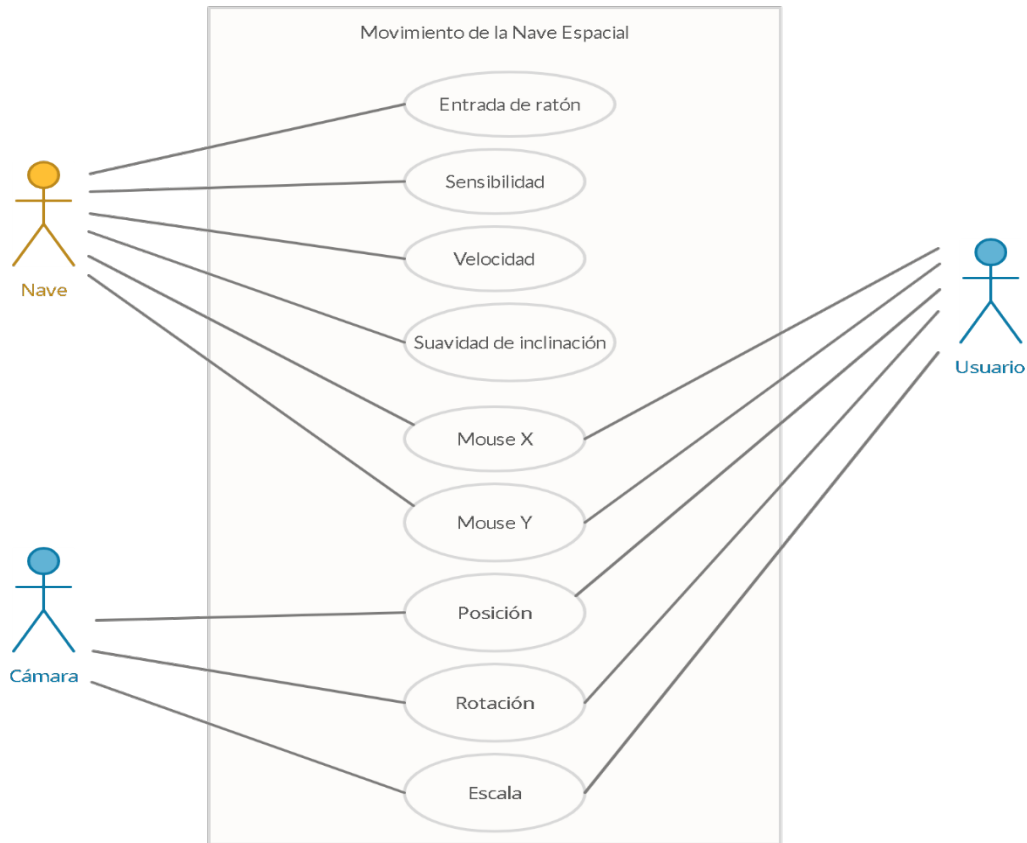 Movimiento de la Nave Espacial
Entrada de ratón
Sensibilidad
Velocidad
Nave
Suavidad de inclinación
Usuario
Mouse X
Mouse Y
Posición
Cámara
Rotación
Escala